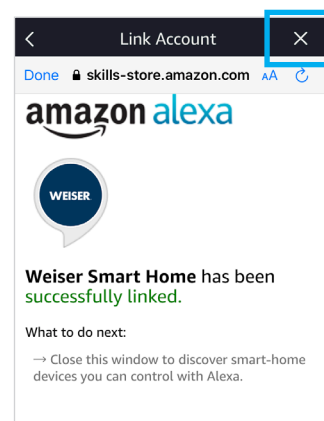 Link Account
Done skills-store.amazon.com AA
amazon alexa
WEISER
Weiser Smart Home has been
successfully linked.
What to do next:
→ Close this window to discover smart-home
devices you can control with Alexa.